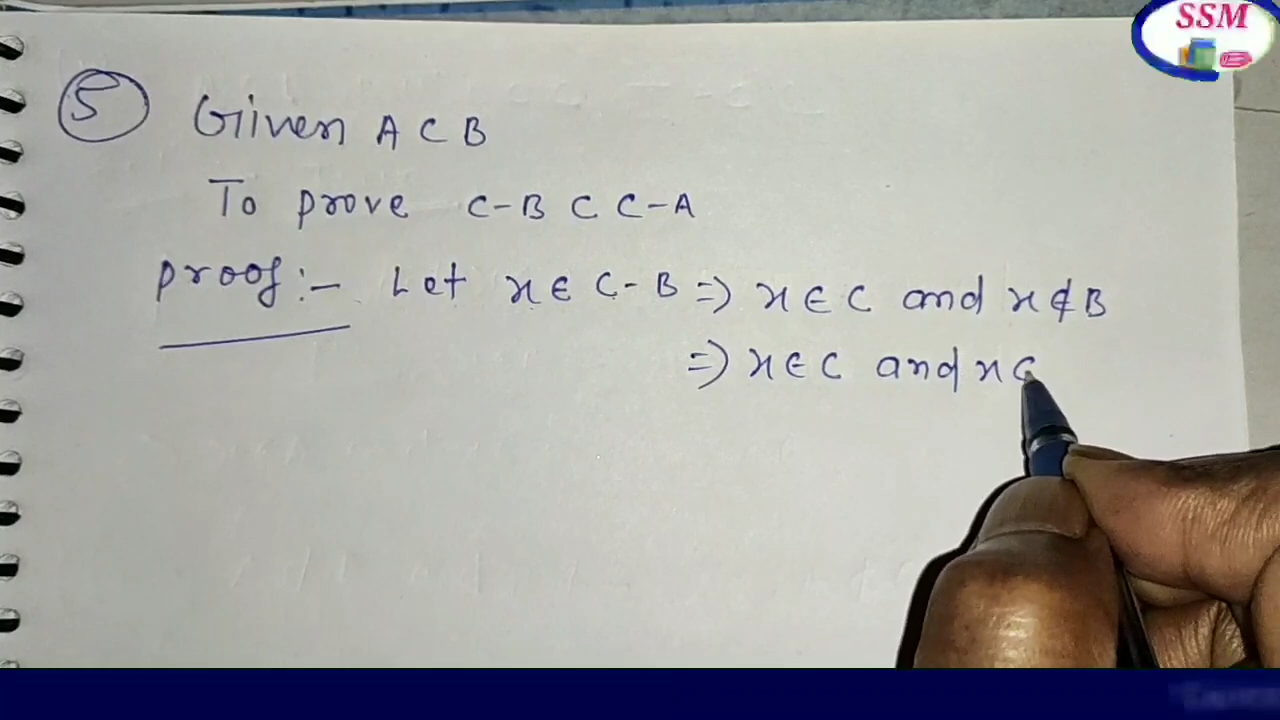 SSM
5 Given A ⊂ B
To prove C-B ⊂ C-A
Proof:- Let x ∈ C-B => x ∈ C and x ∉ B
=> x ∈ C and x